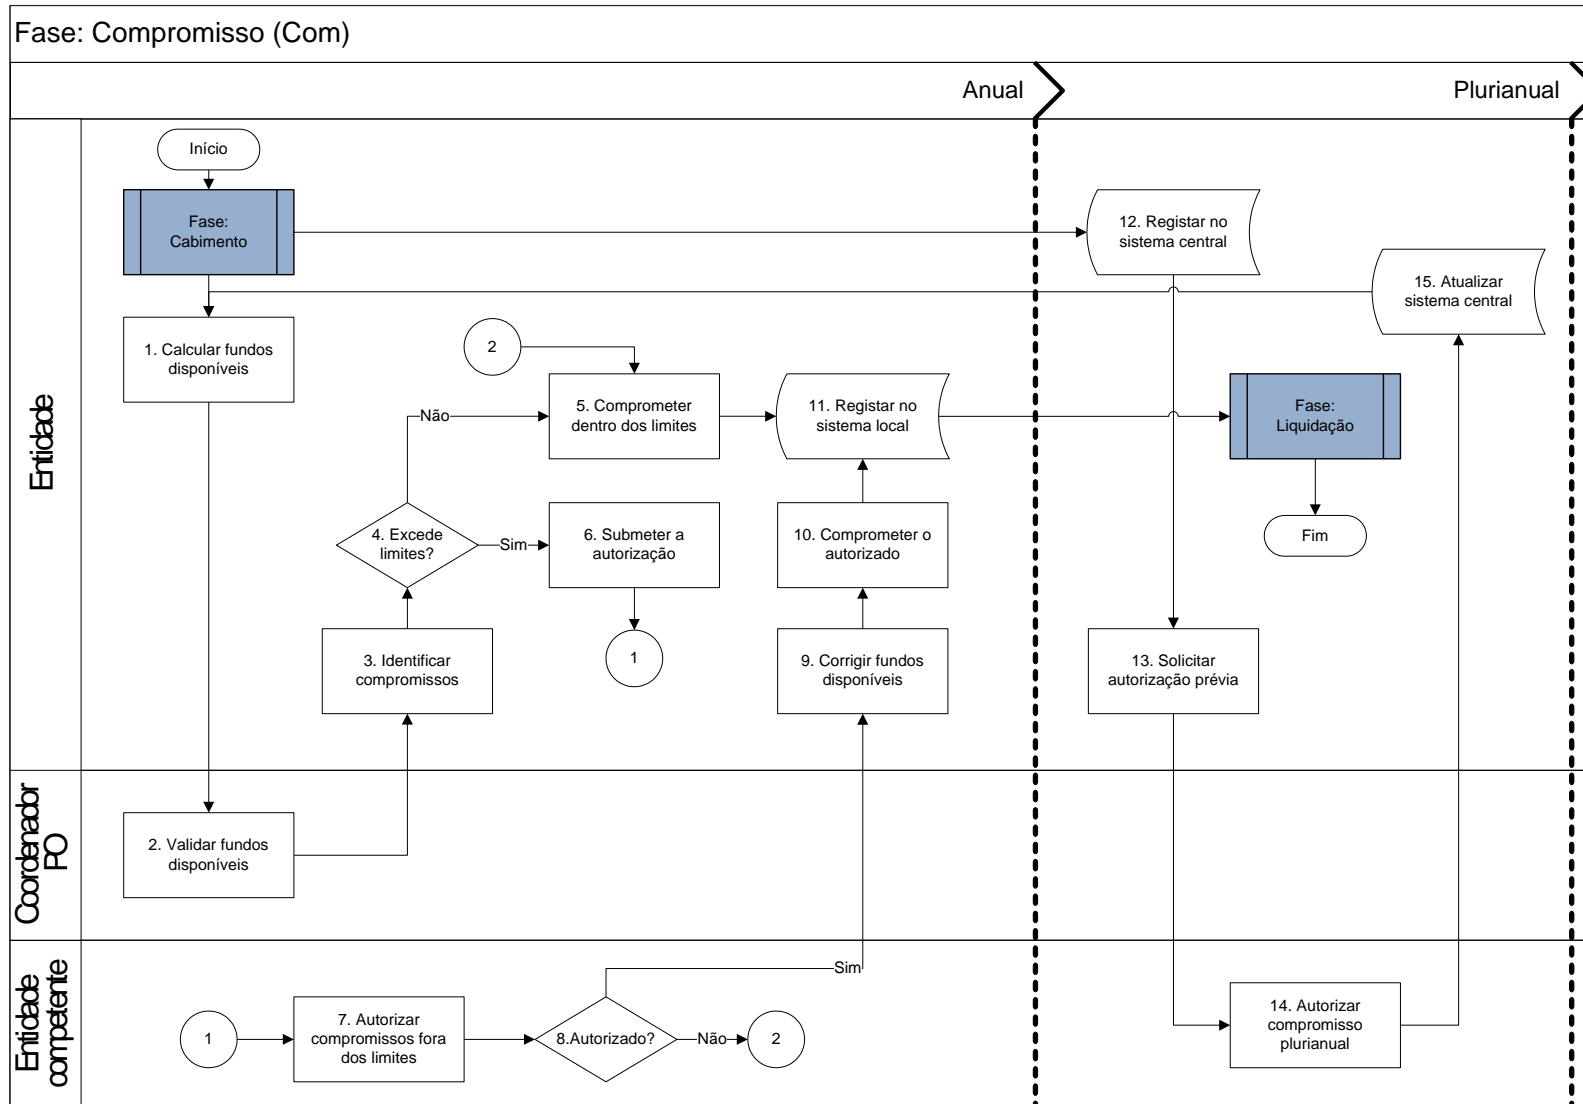 Fase: Compromisso (Com)
Anual
Plurianual
Entidade
Início
Fase:
Cabimento
12. Registar no
sistema central
15. Atualizar
sistema central
1. Calcular fundos
disponíveis
2
Não
5. Comprometer
dentro dos limites
11. Registar no
sistema local
Fase:
Liquidação
4. Excede
limites?
Sim
6. Submeter a
autorização
10. Comprometer o
autorizado
Fim
3. Identificar
compromissos
1
9. Corrigir fundos
disponíveis
13. Solicitar
autorização prévia
Coordenador
PO
2. Validar fundos
disponíveis
Entidade
competente
Sim
1
7. Autorizar
compromissos fora
dos limites
8.Autorizado?
Não
2
14. Autorizar
compromisso
plurianual